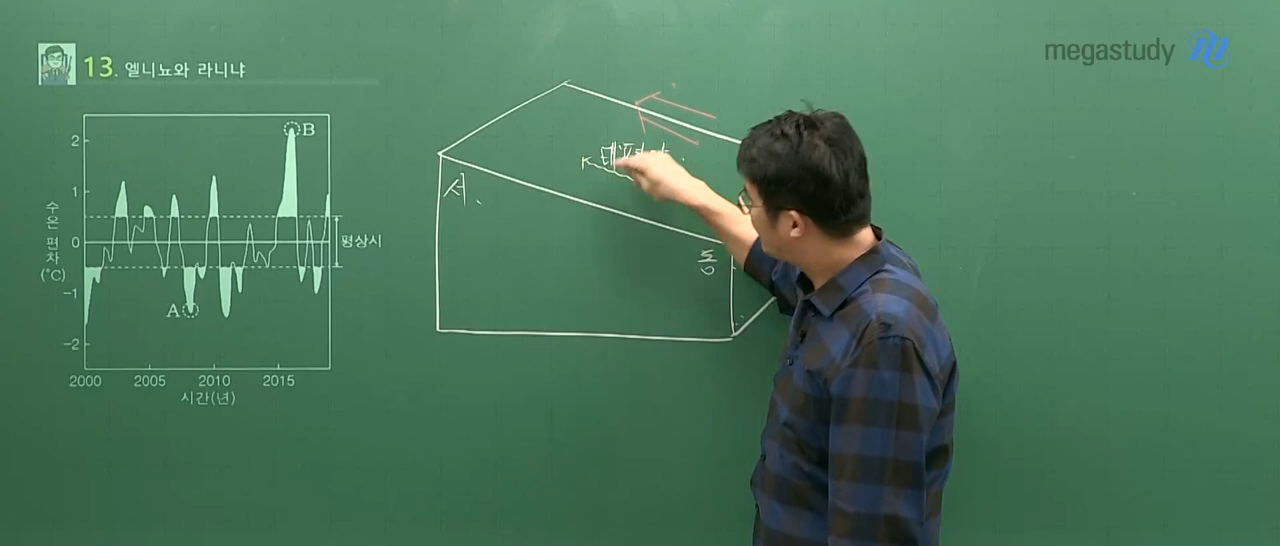 megastudy
13. 엘니뇨와 라니냐
B
2
1
0
-1
-2
수온 편차 (℃)
평상시
A
2000 2005 2010 2015
시간(년)
서
동